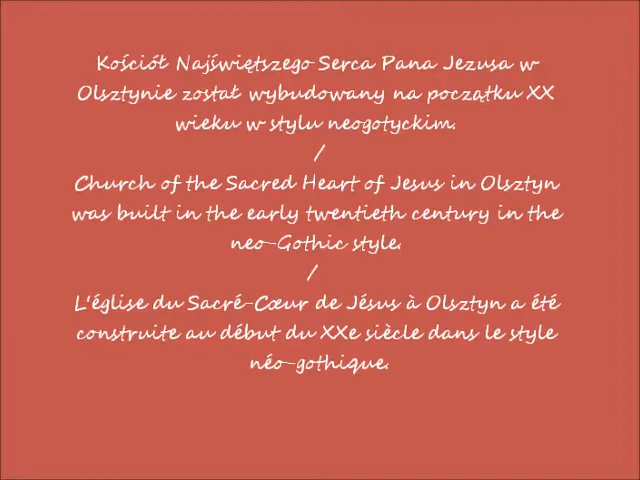 Kościół Najświętszego Serca Pana Jezusa w
Olsztynie został wybudowany na początku XX
wieku w stylu neogotyckim.
/
Church of the Sacred Heart of Jesus in Olsztyn
was built in the early twentieth century in the
neo-Gothic style.
/
L'église du Sacré-Cœur de Jésus à Olsztyn a été
construite au début du XXe siècle dans le style
néo-gothique.